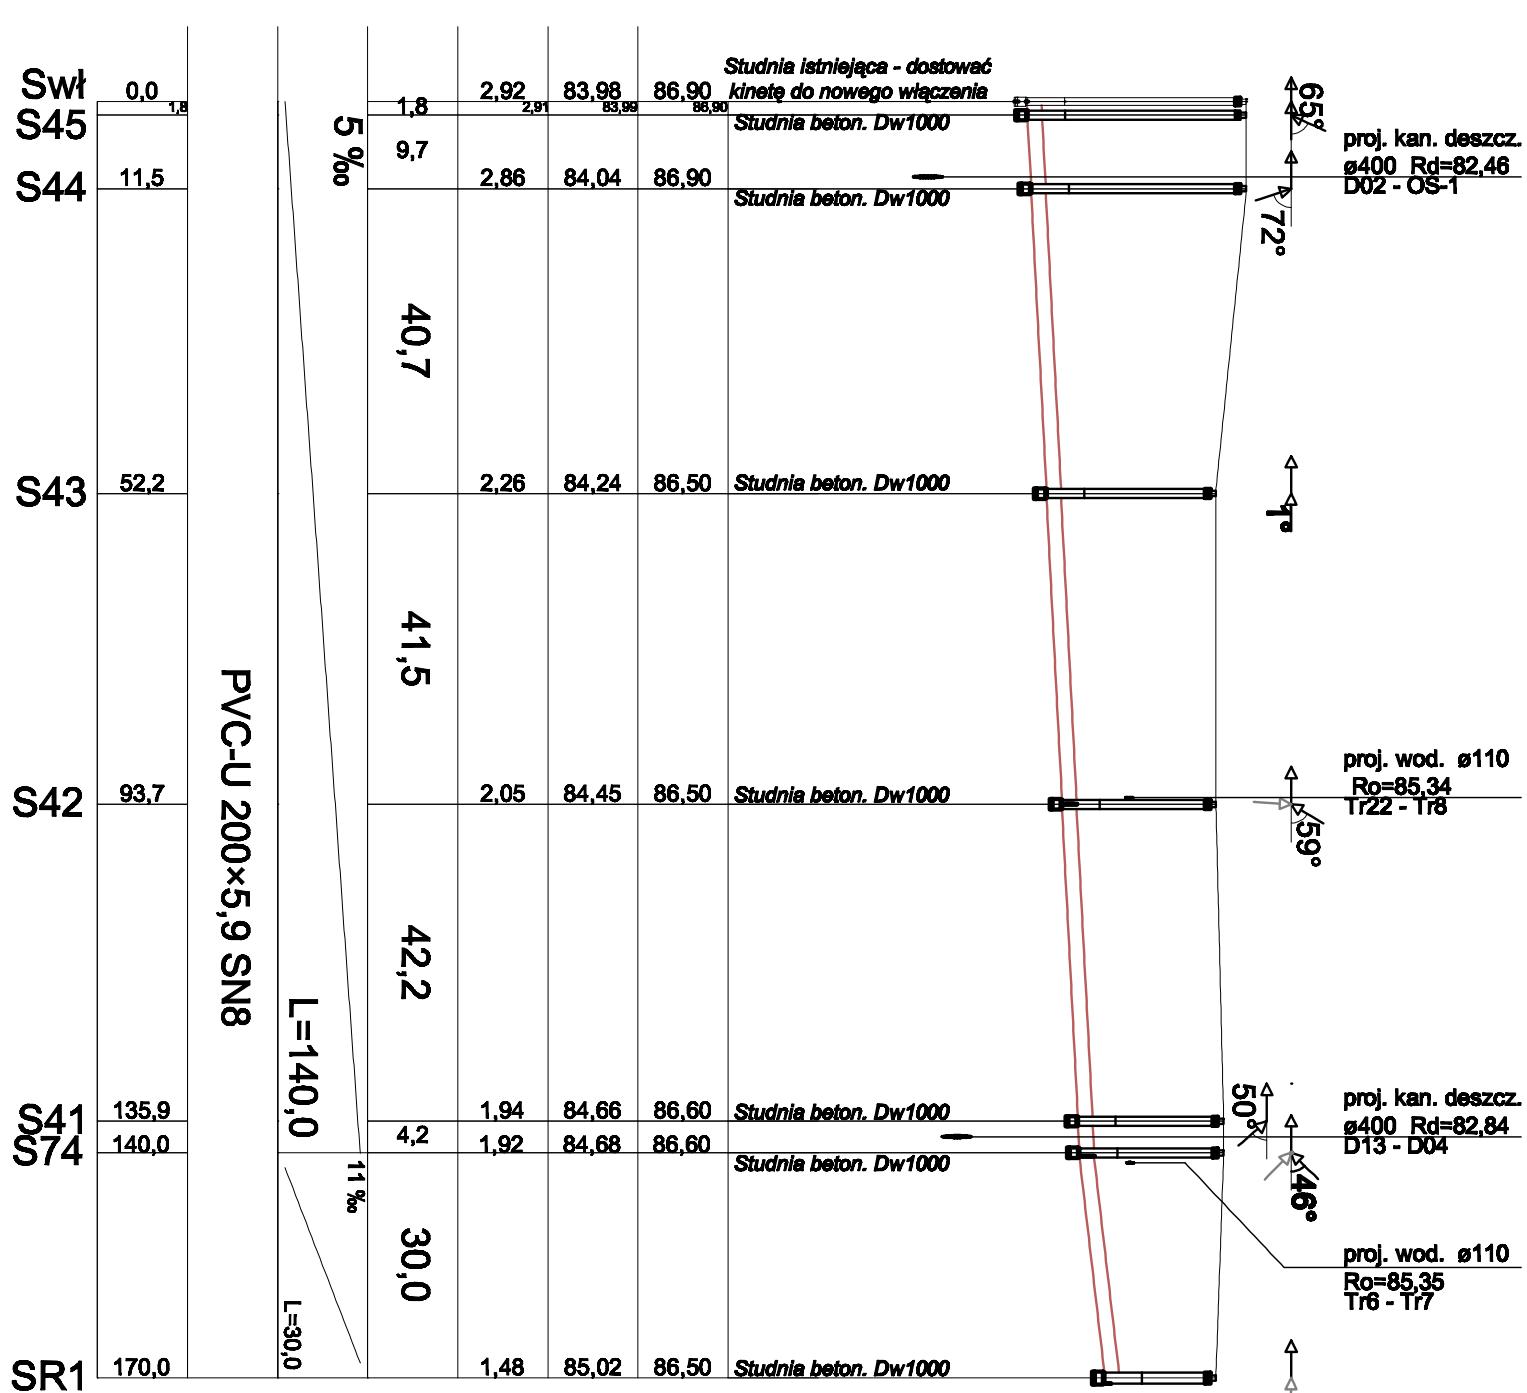 Swł 0,0 1,8 2,92 83,98 86,90 Studnia istniejąca - dostować
kinetę do nowego włączenia
65°
S45 1,8 2,91 83,99 86,90 Studnia beton. Dw1000
5 ‰
9,7
proj. kan. deszcz.
ø400 Rd=82,46
D02 - OS-1
S44 11,5 2,86 84,04 86,90 Studnia beton. Dw1000
72°
40,7
S43 52,2 2,26 84,24 86,50 Studnia beton. Dw1000
1°
41,5
PVC-U 200×5,9 SN8
proj. wod. ø110
Ro=85,34
Tr22 - Tr8
S42 93,7 2,05 84,45 86,50 Studnia beton. Dw1000
59°
42,2
L=140,0
50°
S41 135,9 1,94 84,66 86,60 Studnia beton. Dw1000
4,2
proj. kan. deszcz.
ø400 Rd=82,84
D13 - D04
S74 140,0 1,92 84,68 86,60 Studnia beton. Dw1000
46°
11 ‰
30,0
L=30,0
proj. wod. ø110
Ro=85,35
Tr6 - Tr7
SR1 170,0 1,48 85,02 86,50 Studnia beton. Dw1000